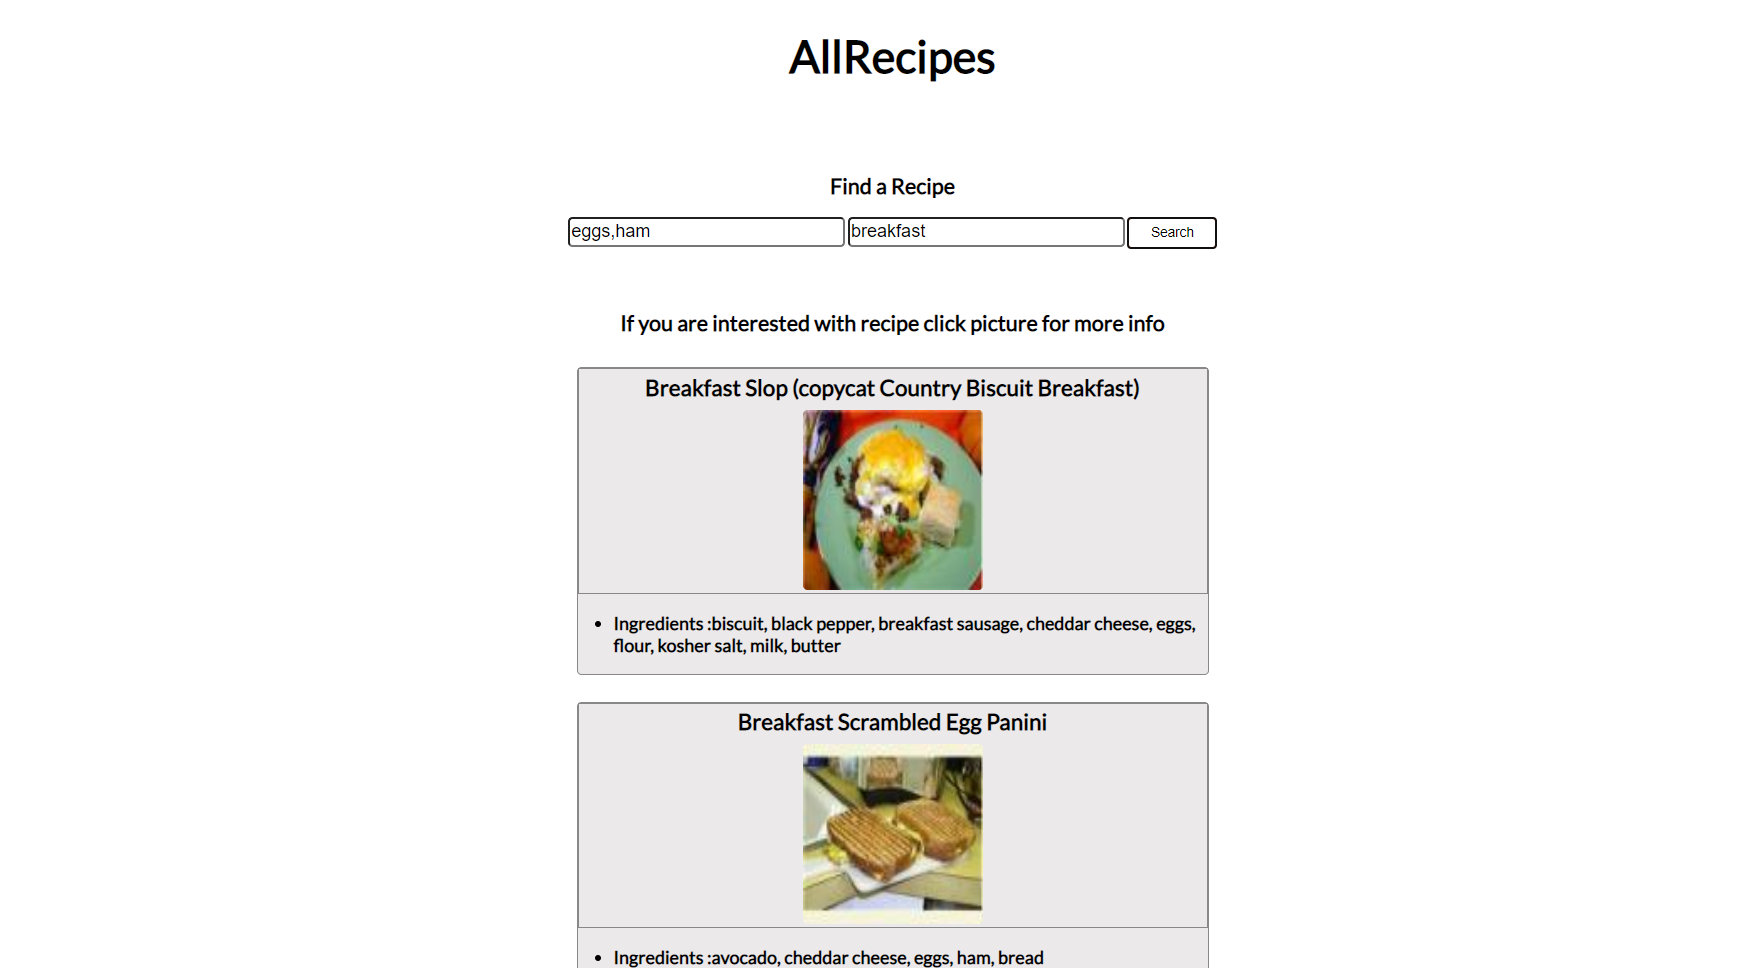 AllRecipes
Find a Recipe
eggs,ham
breakfast
Search
If you are interested with recipe click picture for more info
Breakfast Slop (copycat Country Biscuit Breakfast)
Ingredients :biscuit, black pepper, breakfast sausage, cheddar cheese, eggs,
flour, kosher salt, milk, butter
Breakfast Scrambled Egg Panini
Ingredients :avocado, cheddar cheese, eggs, ham, bread